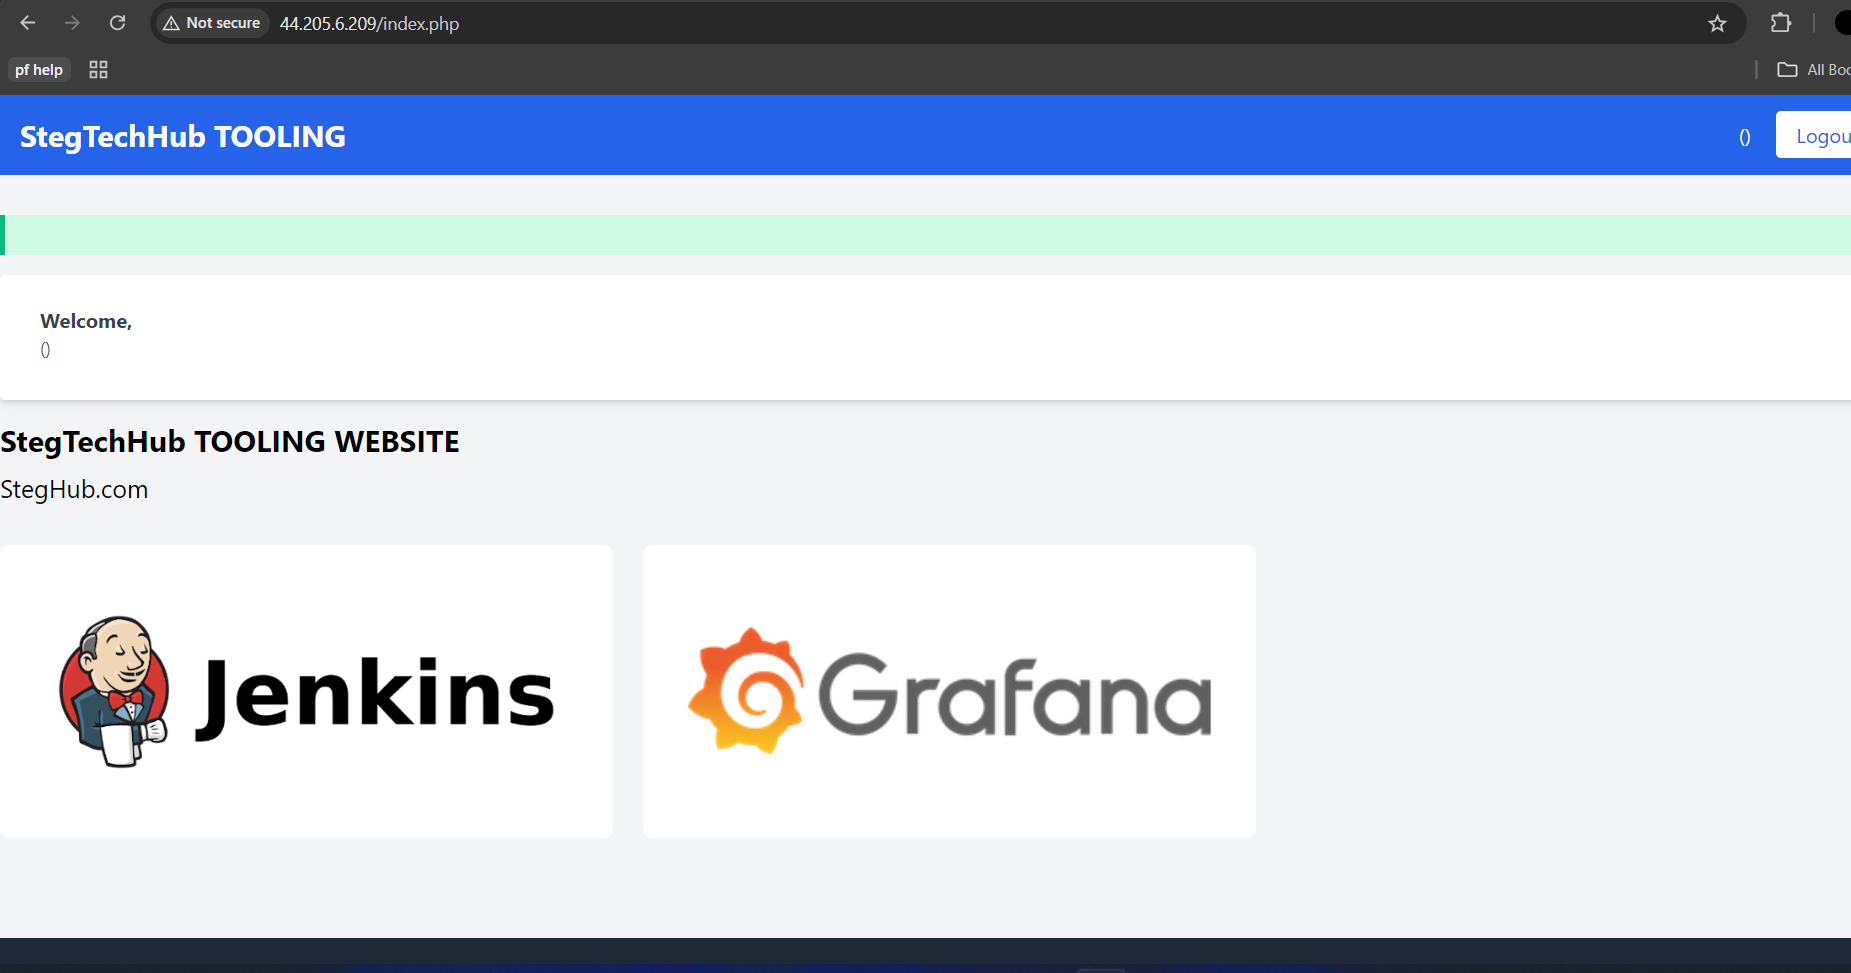 Not secure 44.205.6.209/index.php
pf help
All Boo
StegTechHub TOOLING
()
Logou
Welcome,
()
StegTechHub TOOLING WEBSITE
StegHub.com
Jenkins
Grafana